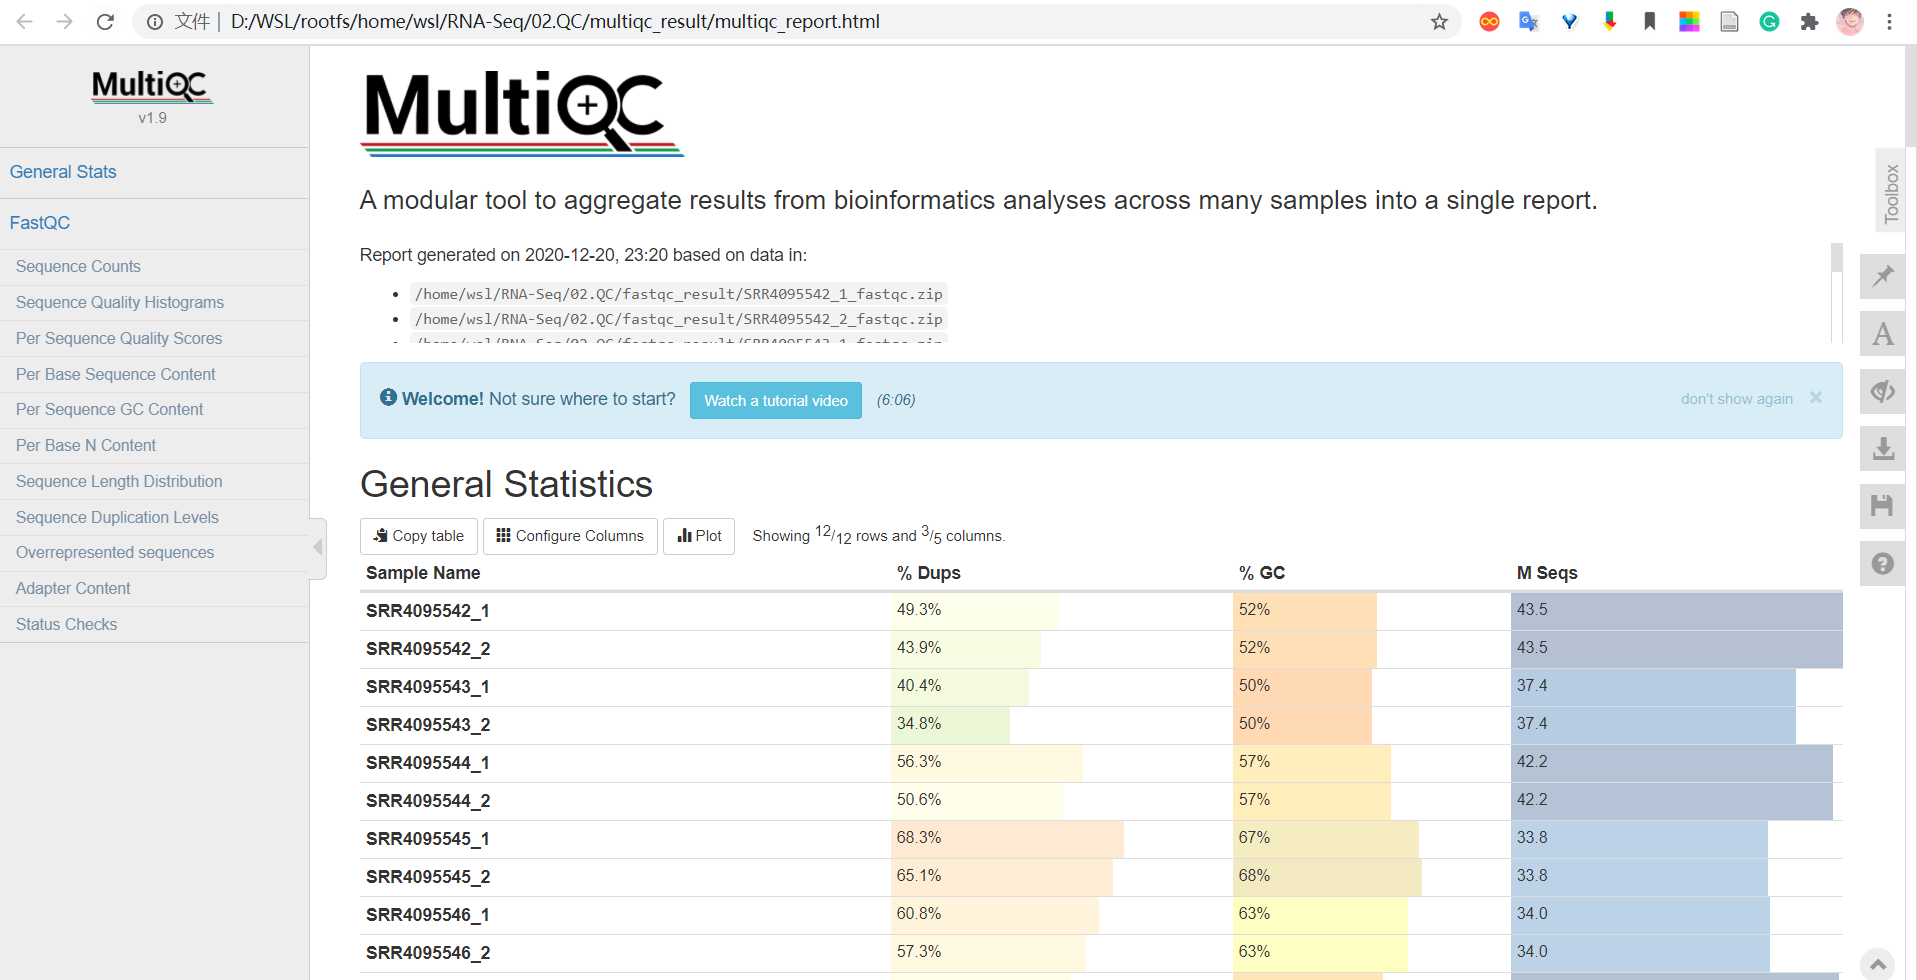 文件 | D:/WSL/rootfs/home/wsl/RNA-Seq/02.QC/multiqc_result/multiqc_report.html
MultiQC
v1.9
General Stats
FastQC
Sequence Counts
Sequence Quality Histograms
Per Sequence Quality Scores
Per Base Sequence Content
Per Sequence GC Content
Per Base N Content
Sequence Length Distribution
Sequence Duplication Levels
Overrepresented sequences
Adapter Content
Status Checks
MultiQC
A modular tool to aggregate results from bioinformatics analyses across many samples into a single report.
Report generated on 2020-12-20, 23:20 based on data in:
• /home/wsl/RNA-Seq/02.QC/fastqc_result/SRR4095542_1_fastqc.zip
• /home/wsl/RNA-Seq/02.QC/fastqc_result/SRR4095542_2_fastqc.zip
• /home/wsl/RNA-Seq/02.QC/fastqc_result/SRR4095543_1_fastqc.zip
Welcome! Not sure where to start? Watch a tutorial video (6:06) don't show again ×
General Statistics
Copy table Configure Columns Plot Showing 12/12 rows and 3/5 columns.
Sample Name % Dups % GC M Seqs
SRR4095542_1 49.3% 52% 43.5
SRR4095542_2 43.9% 52% 43.5
SRR4095543_1 40.4% 50% 37.4
SRR4095543_2 34.8% 50% 37.4
SRR4095544_1 56.3% 57% 42.2
SRR4095544_2 50.6% 57% 42.2
SRR4095545_1 68.3% 67% 33.8
SRR4095545_2 65.1% 68% 33.8
SRR4095546_1 60.8% 63% 34.0
SRR4095546_2 57.3% 63% 34.0
Toolbox
A